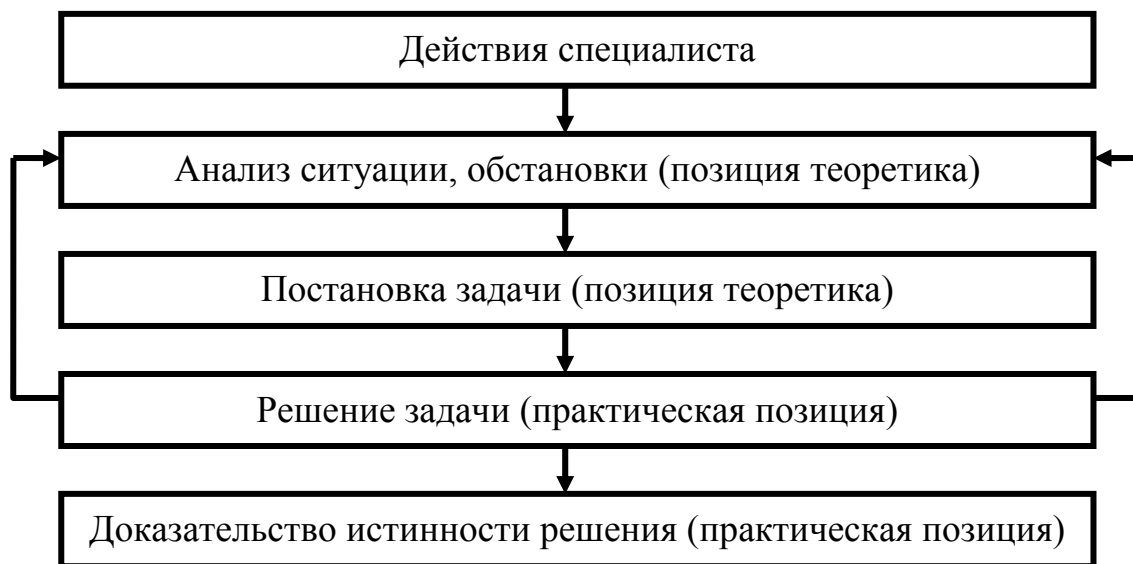 Действия специалиста
Анализ ситуации, обстановки (позиция теоретика)
Постановка задачи (позиция теоретика)
Решение задачи (практическая позиция)
Доказательство истинности решения (практическая позиция)